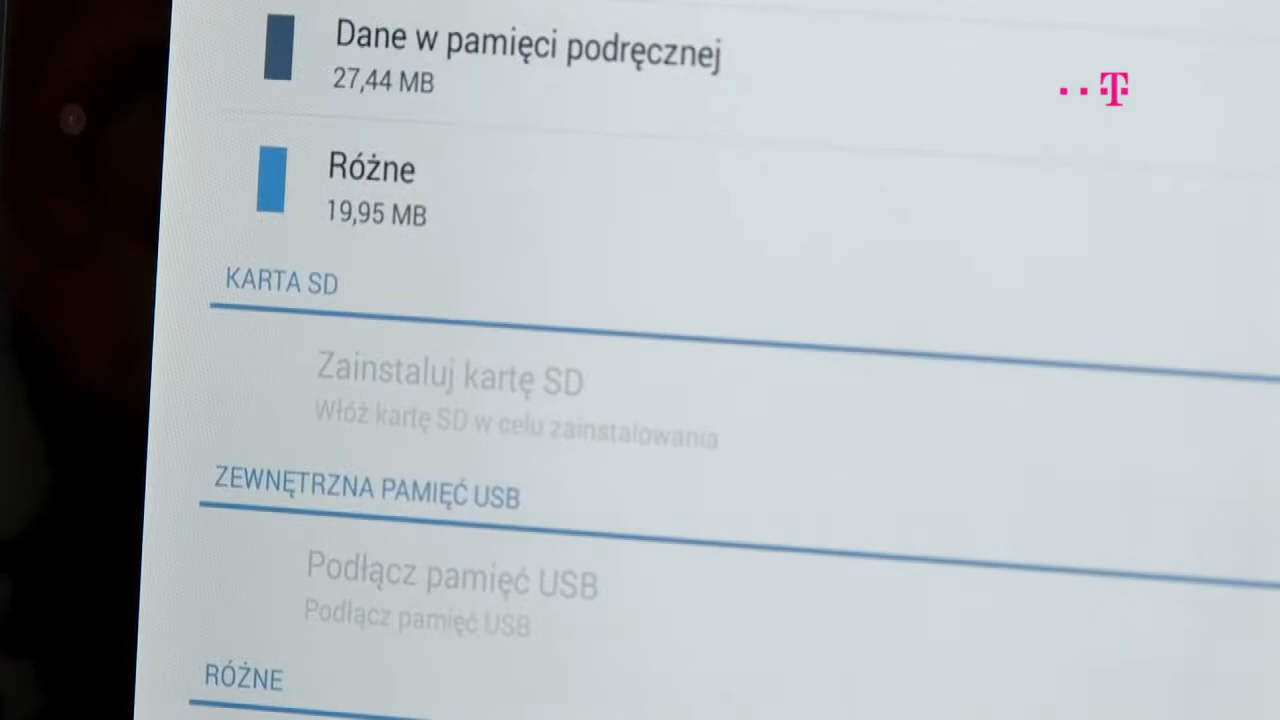 Dane w pamięci podręcznej
27,44 MB
T
Różne
19,95 MB
KARTA SD
Zainstaluj kartę SD
Włóż kartę SD w celu zainstalowania
ZEWNĘTRZNA PAMIĘĆ USB
Podłącz pamięć USB
Podłącz pamięć USB
RÓŻNE